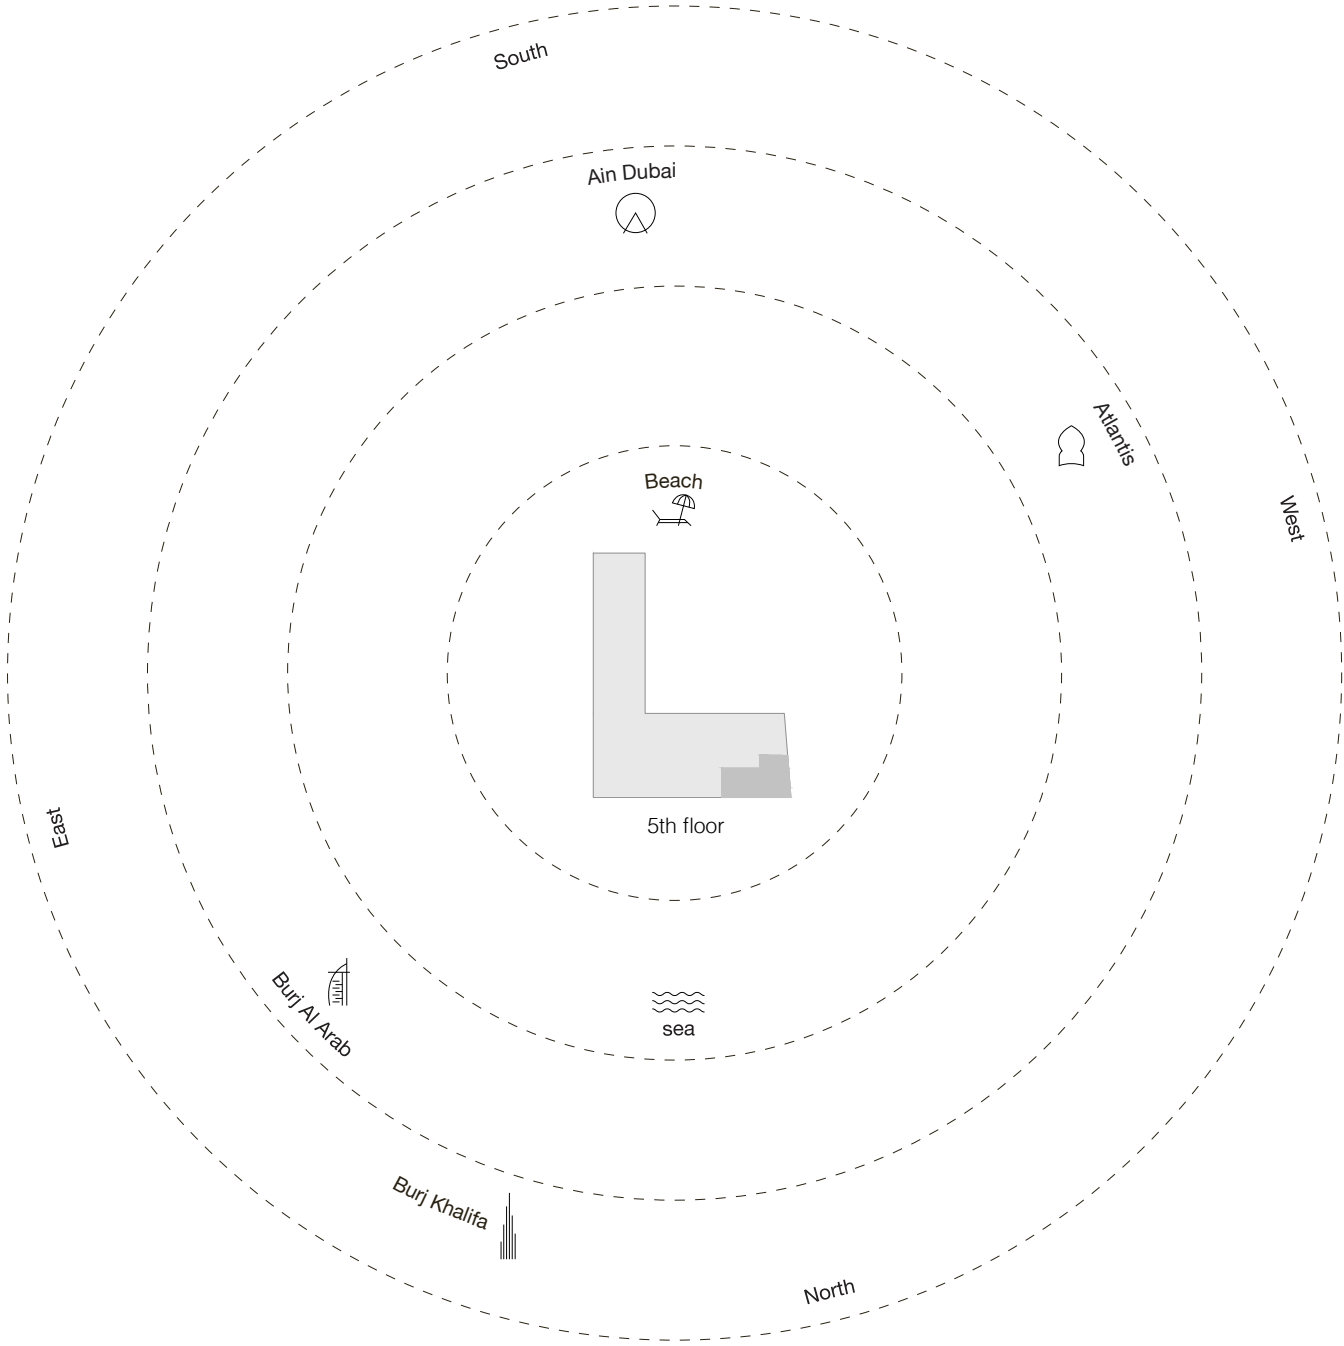 South
Ain Dubai
Atlantis
Beach
West
East
5th floor
Burj Al Arab
sea
Burj Khalifa
North